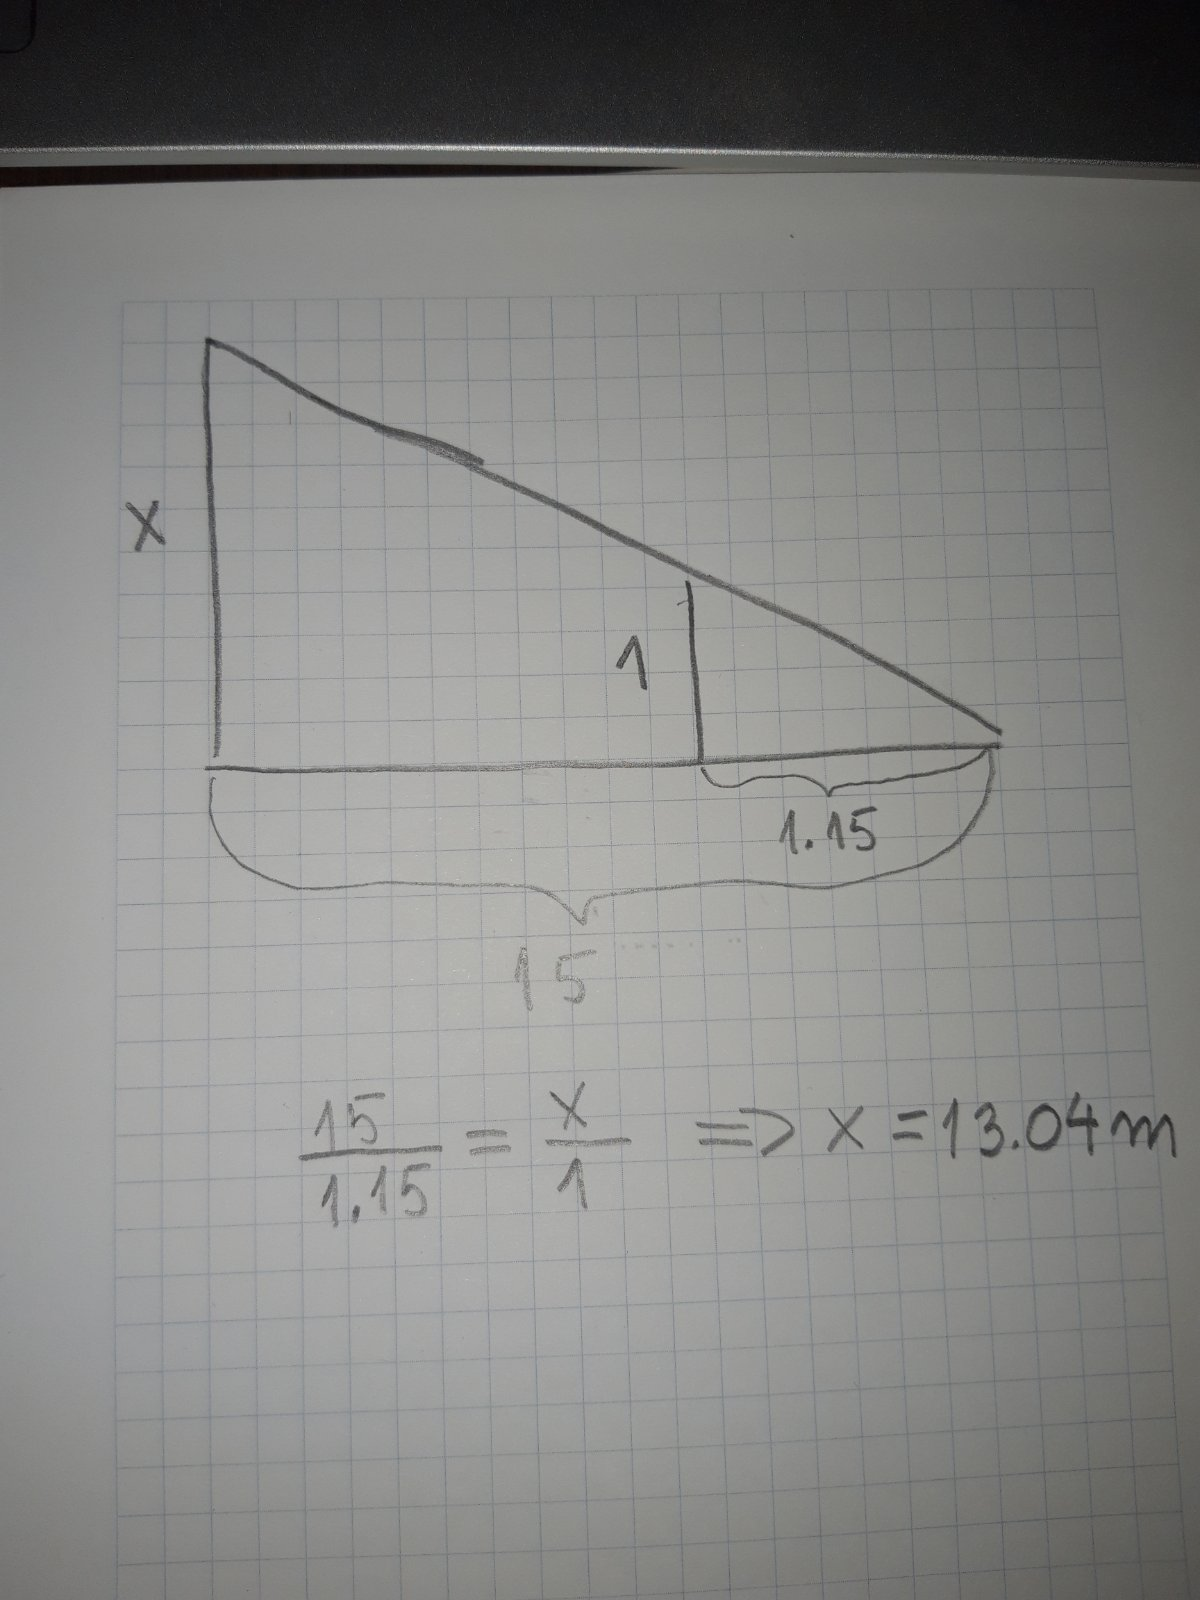 x
1
1.15
15
15/1.15 = x/1 => x = 13.04m